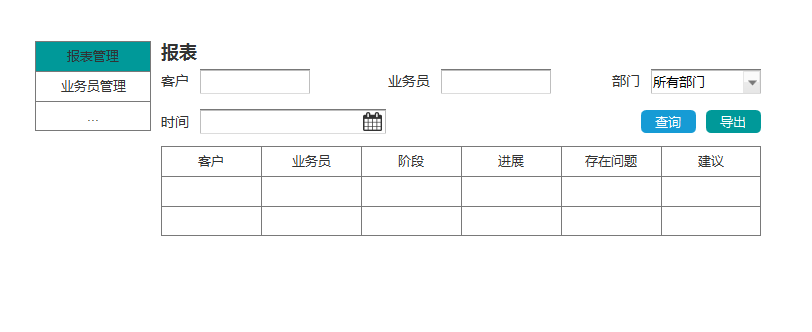 报表管理
业务员管理
...
报表
客户 业务员 部门 所有部门
时间 查询 导出
客户 业务员 阶段 进展 存在问题 建议